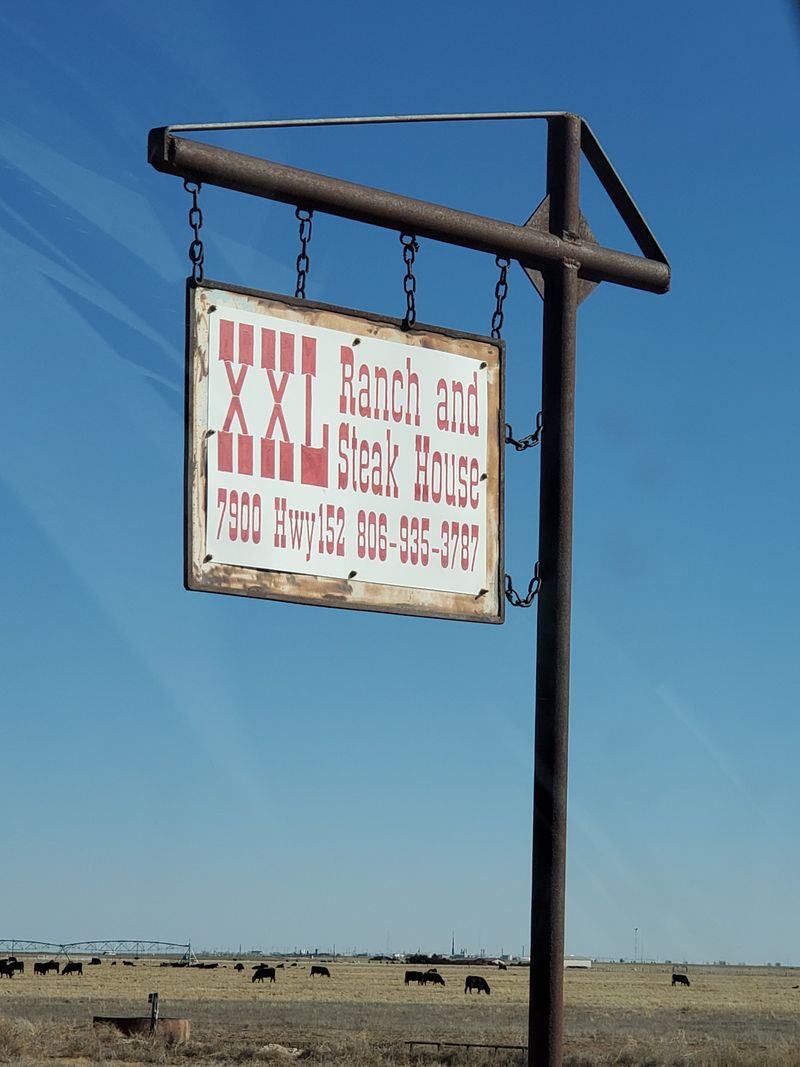 XXL
Ranch and
Steak House
7900 Hwy152 806-935-3787